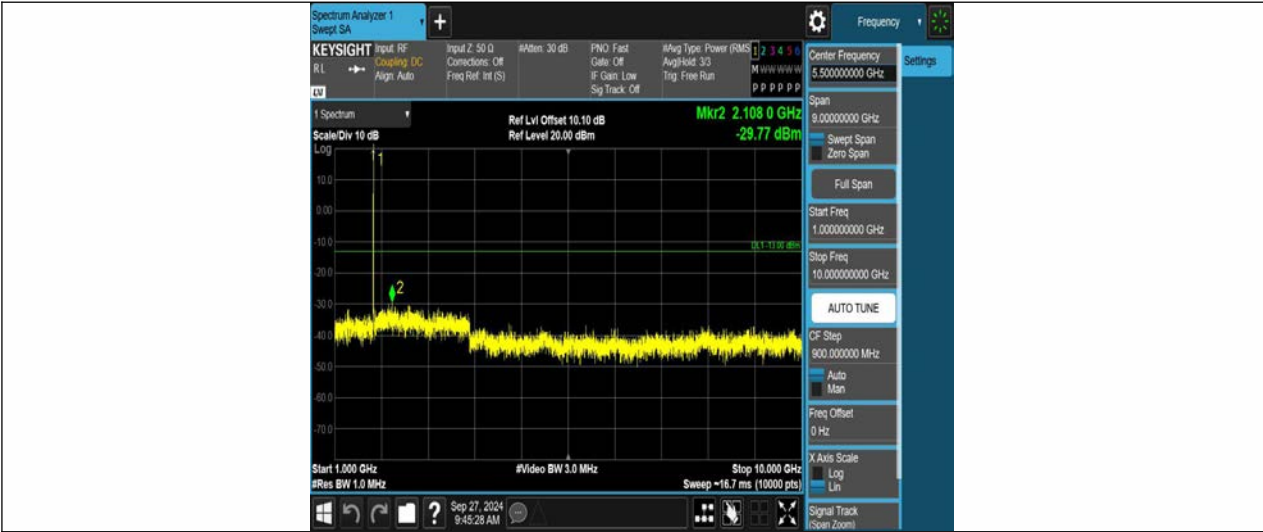 Spectrum Analyzer 1
Swept SA
+
Frequency
KEYSIGHT
RL
LW
Input: RF
Coupling: DC
Align: Auto
Input Z: 50 Ω
Corrections: Off
Freq Ref: Int (S)
#Atten: 30 dB
PNO: Fast
Gate: Off
IF Gain: Low
Sig Track: Off
#Avg Type: Power (RMS
Avg|Hold: 3/3
Trig: Free Run
1 2 3 4 5 6
M W W W W W
P P P P P P
1 Spectrum
Scale/Div 10 dB
Ref Lvl Offset 10.10 dB
Ref Level 20.00 dBm
Mkr2 2.108 0 GHz
-29.77 dBm
Log
1
10.0
0.00
-10.0
DL1 -13.00 dBm
-20.0
2
-30.0
-40.0
-50.0
-60.0
-70.0
Start 1.000 GHz
#Res BW 1.0 MHz
#Video BW 3.0 MHz
Stop 10.000 GHz
Sweep ~16.7 ms (10000 pts)
?
Sep 27, 2024
9:45:28 AM
Center Frequency
5.500000000 GHz
Settings
Span
9.00000000 GHz
Swept Span
Zero Span
Full Span
Start Freq
1.000000000 GHz
Stop Freq
10.000000000 GHz
AUTO TUNE
CF Step
900.000000 MHz
Auto
Man
Freq Offset
0 Hz
X Axis Scale
Log
Lin
Signal Track
(Span Zoom)